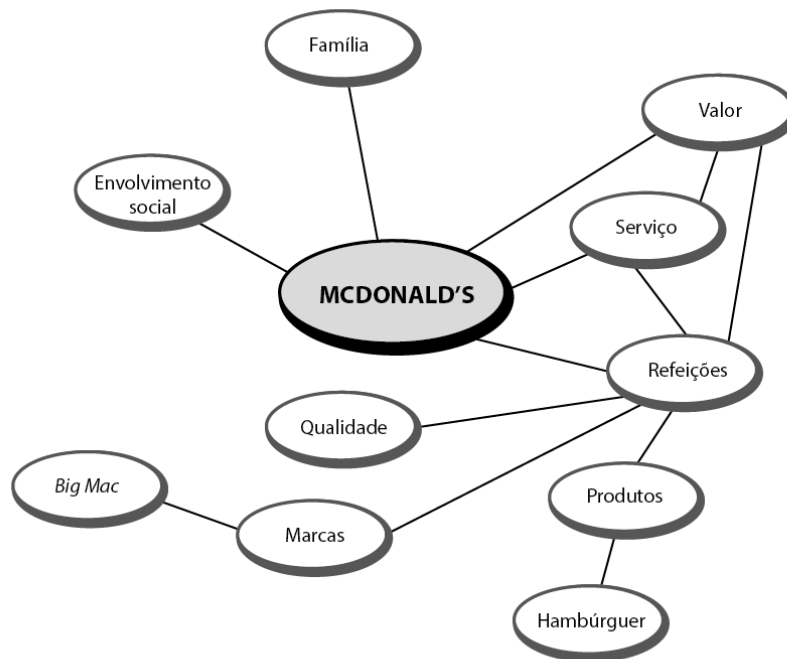 Família
Valor
Envolvimento
social
Serviço
MCDONALD'S
Refeições
Qualidade
Big Mac
Produtos
Marcas
Hambúrguer